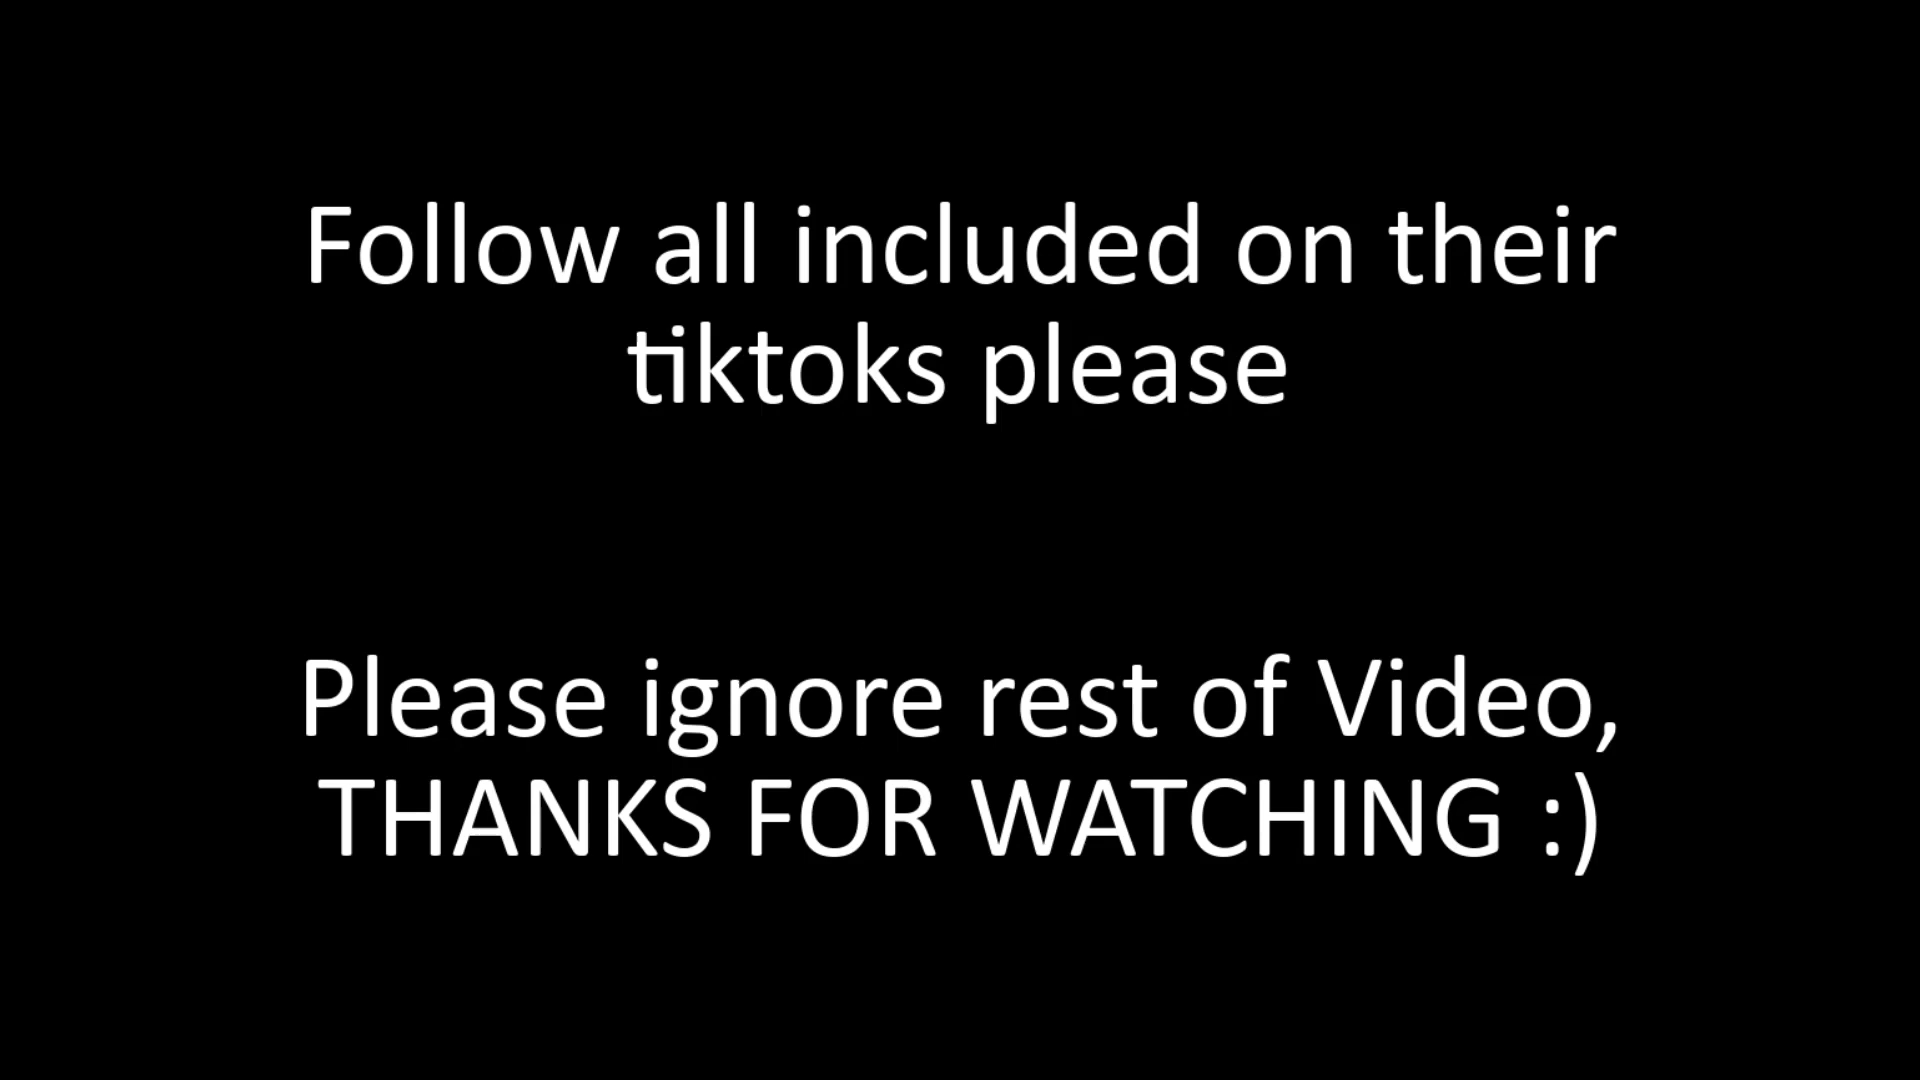 Follow all included on their
tiktoks please
Please ignore rest of Video,
THANKS FOR WATCHING :)